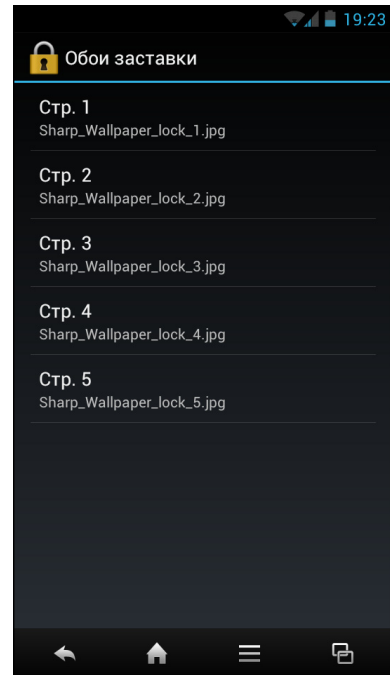 19:23
Обои заставки
Стр. 1
Sharp_Wallpaper_lock_1.jpg
Стр. 2
Sharp_Wallpaper_lock_2.jpg
Стр. 3
Sharp_Wallpaper_lock_3.jpg
Стр. 4
Sharp_Wallpaper_lock_4.jpg
Стр. 5
Sharp_Wallpaper_lock_5.jpg